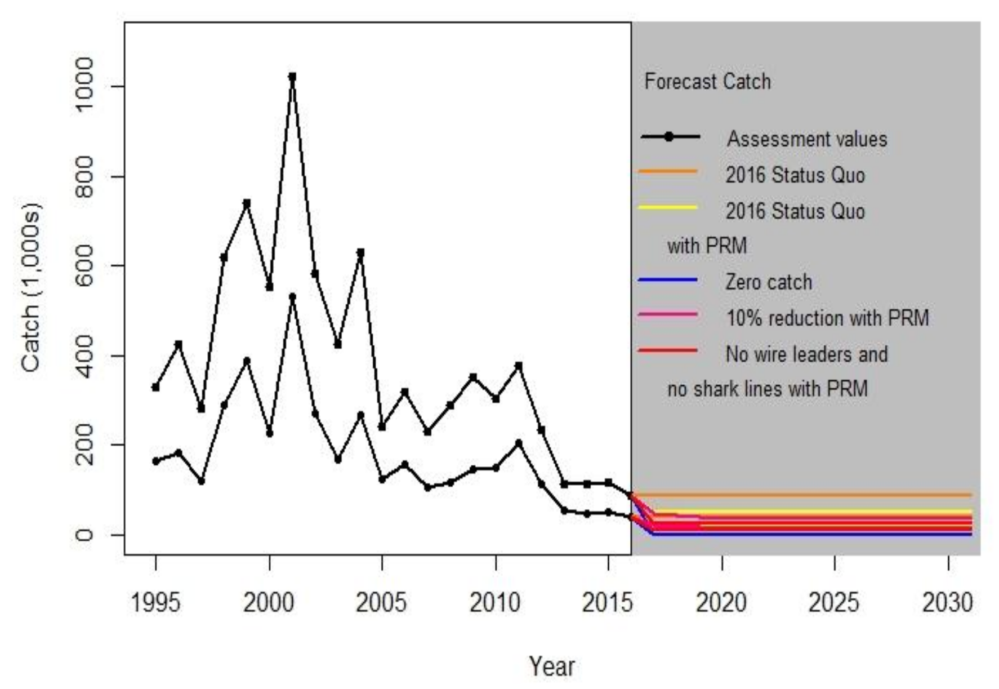 1000
800
600
400
200
0
Catch (1,000s)
Forecast Catch
Assessment values
2016 Status Quo
2016 Status Quo
with PRM
Zero catch
10% reduction with PRM
No wire leaders and
no shark lines with PRM
1995 2000 2005 2010 2015 2020 2025 2030
Year